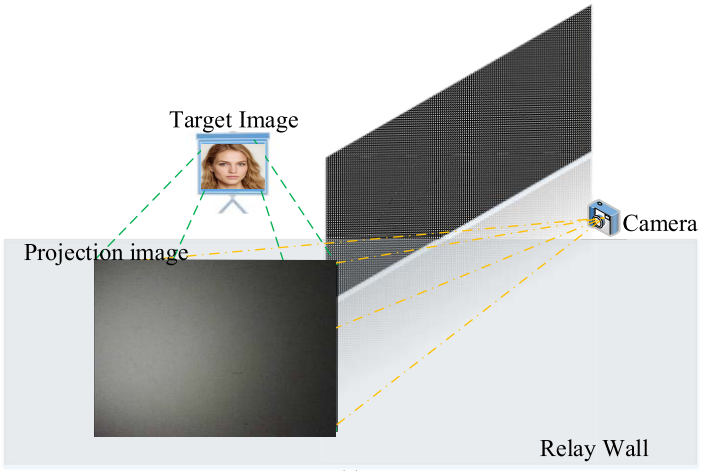 Target Image
Camera
Projection image
Relay Wall